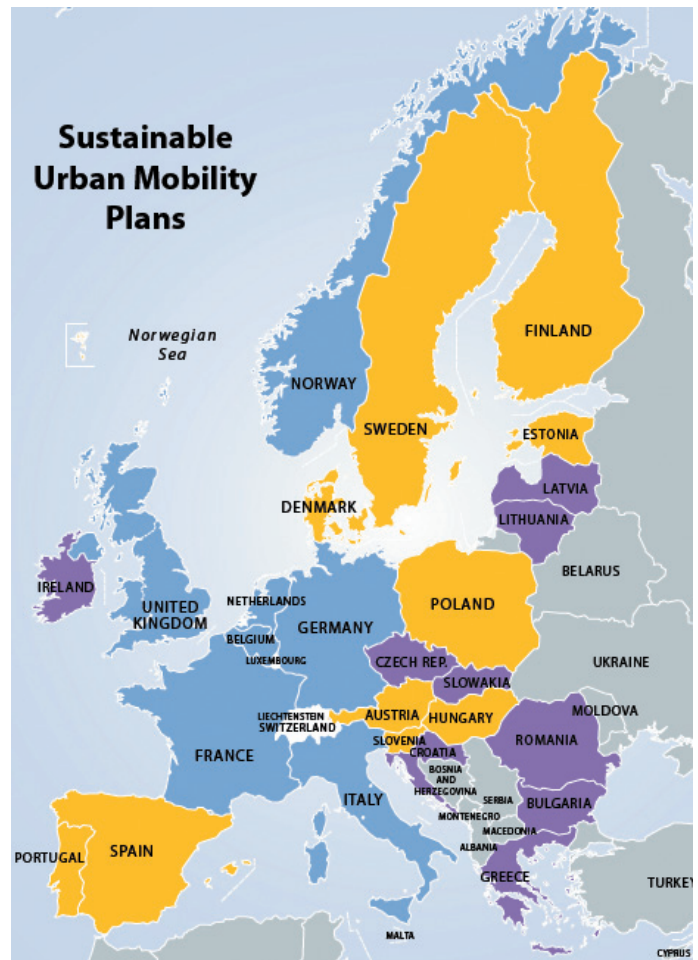 Sustainable
Urban Mobility
Plans
Norwegian
Sea
FINLAND
NORWAY
SWEDEN
ESTONIA
LATVIA
LITHUANIA
DENMARK
BELARUS
IRELAND
UNITED
KINGDOM
NETHERLANDS
BELGIUM
LUXEMBOURG
GERMANY
POLAND
CZECH REP.
SLOWAKIA
UKRAINE
LIECHTENSTEIN
SWITZERLAND
AUSTRIA
HUNGARY
MOLDOVA
ROMANIA
FRANCE
SLOVENIA
CROATIA
BOSNIA
AND
HERZEGOVINA
SERBIA
ITALY
MONTENEGRO
BULGARIA
MACEDONIA
ALBANIA
PORTUGAL
SPAIN
GREECE
TURKEY
MALTA
CYPRUS